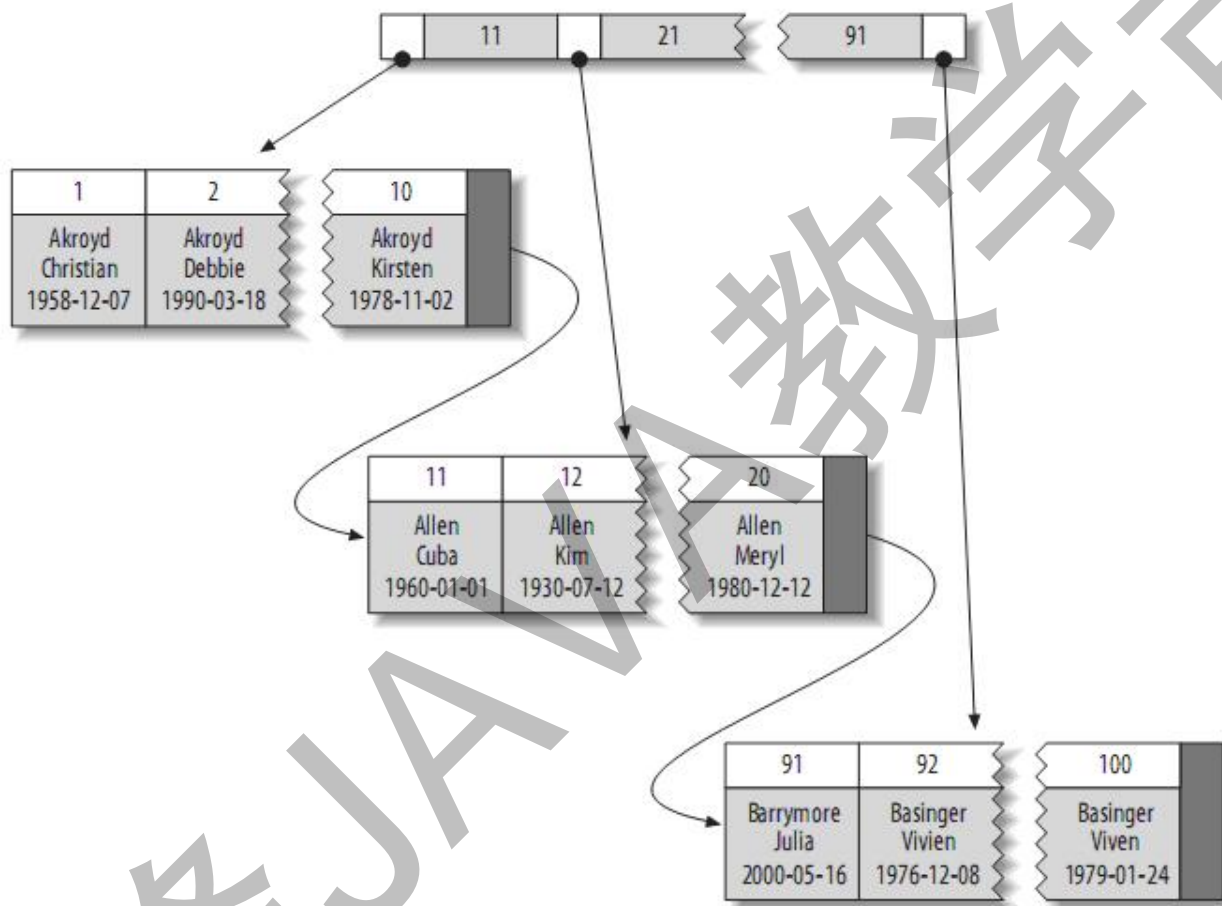 11 21 91
1 2 10
Akroyd Akroyd Akroyd
Christian Debbie Kirsten
1958-12-07 1990-03-18 1978-11-02
11 12 20
Allen Allen Allen
Cuba Kim Meryl
1960-01-01 1930-07-12 1980-12-12
91 92 100
Barrymore Basinger Basinger
Julia Vivien Viven
2000-05-16 1976-12-08 1979-01-24
JAVA教学